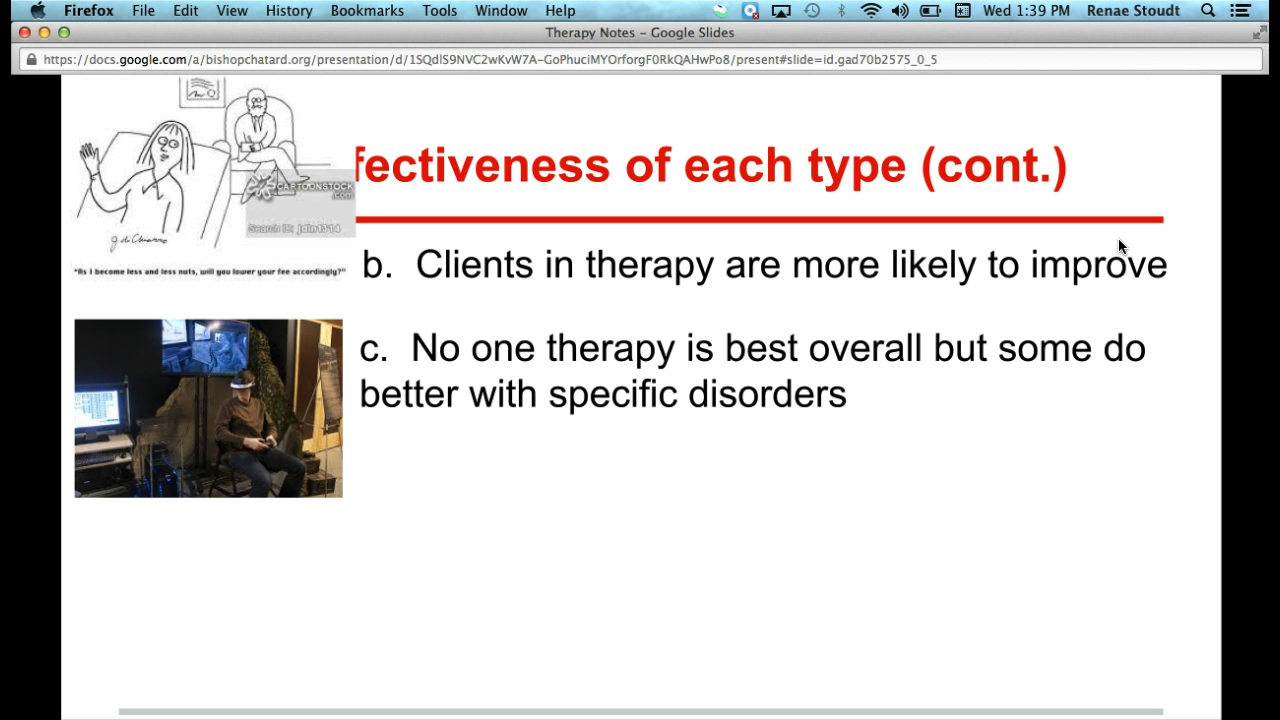 Firefox File Edit View History Bookmarks Tools Window Help Wed 1:39 PM Renae Stoudt
Therapy Notes – Google Slides
https://docs.google.com/a/bishopchatard.org/presentation/d/1SQdlS9NVC2wKvW7A-GoPhuciMYOrforgF0RkQAHwPo8/present#slide=id.gad70b2575_0_5
fectiveness of each type (cont.)
CARTOONSTOCK
.com
Search ID: jdin1314
"As I become less and less nuts, will you lower your fee accordingly?"
b. Clients in therapy are more likely to improve
c. No one therapy is best overall but some do
better with specific disorders